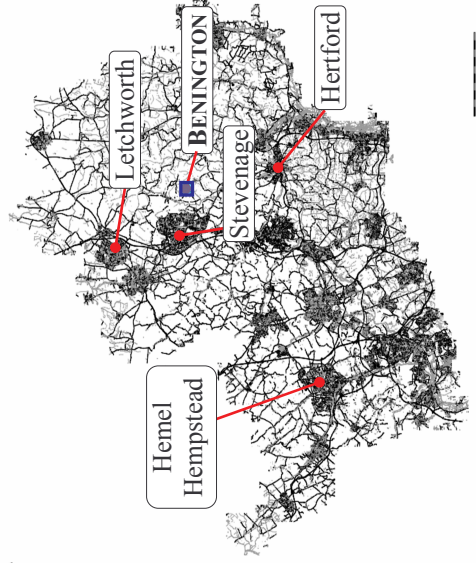 Letchworth
BENINGTON
Stevenage
Hertford
Hemel
Hempstead